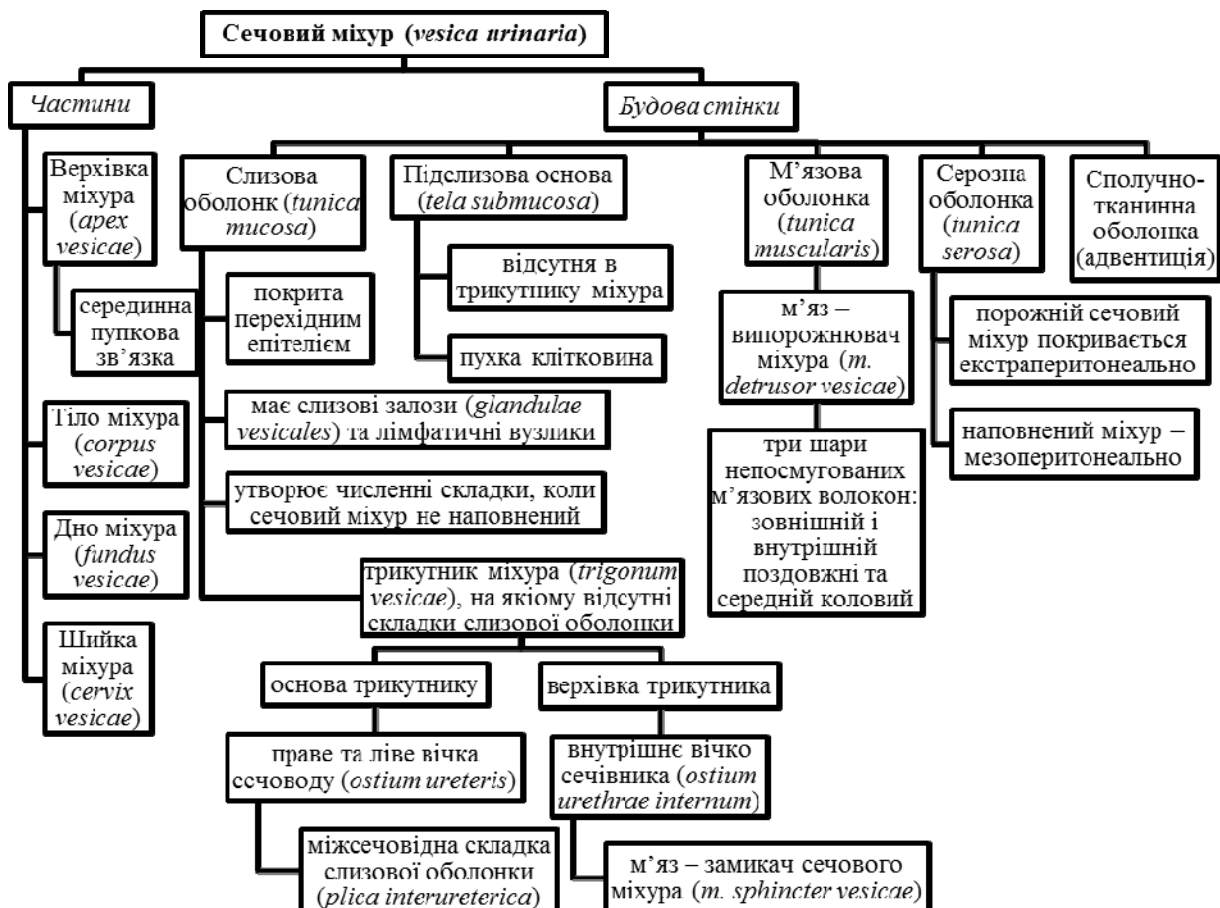 Сечовий міхур (vesica urinaria)
Частини
Будова стінки
Верхівка
міхура
(apex
vesicae)
серединна
пупкова
зв’язка
Тіло міхура
(corpus
vesicae)
Дно міхура
(fundus
vesicae)
Шийка
міхура
(cervix
vesicae)
Слизова
оболонк (tunica
mucosa)
покрита
перехідним
епітелієм
має слизові залози (glandulae
vesicales) та лімфатичні вузлики
утворює численні складки, коли
сечовий міхур не наповнений
трикутник міхура (trigonum
vesicae), на якіому відсутні
складки слизової оболонки
основа трикутнику
праве та ліве вічка
сечоводу (ostium ureteris)
міжсечовідна складка
слизової оболонки
(plica interureterica)
верхівка трикутника
внутрішнє вічко
сечівника (ostium
urethrae internum)
м’яз – замикач сечового
міхура (m. sphincter vesicae)
Підслизова основа
(tela submucosa)
відсутня в
трикутнику міхура
пухка клітковина
М’язова
оболонка
(tunica
muscularis)
м’яз –
випорожнювач
міхура (m.
detrusor vesicae)
три шари
непосмугованих
м’язових волокон:
зовнішній і
внутрішній
поздовжні та
середній коловий
Серозна
оболонка
(tunica
serosa)
порожній сечовий
міхур покривається
екстраперитонеально
наповнений міхур –
мезоперитонеально
Сполучно-
тканинна
оболонка
(адвентиція)